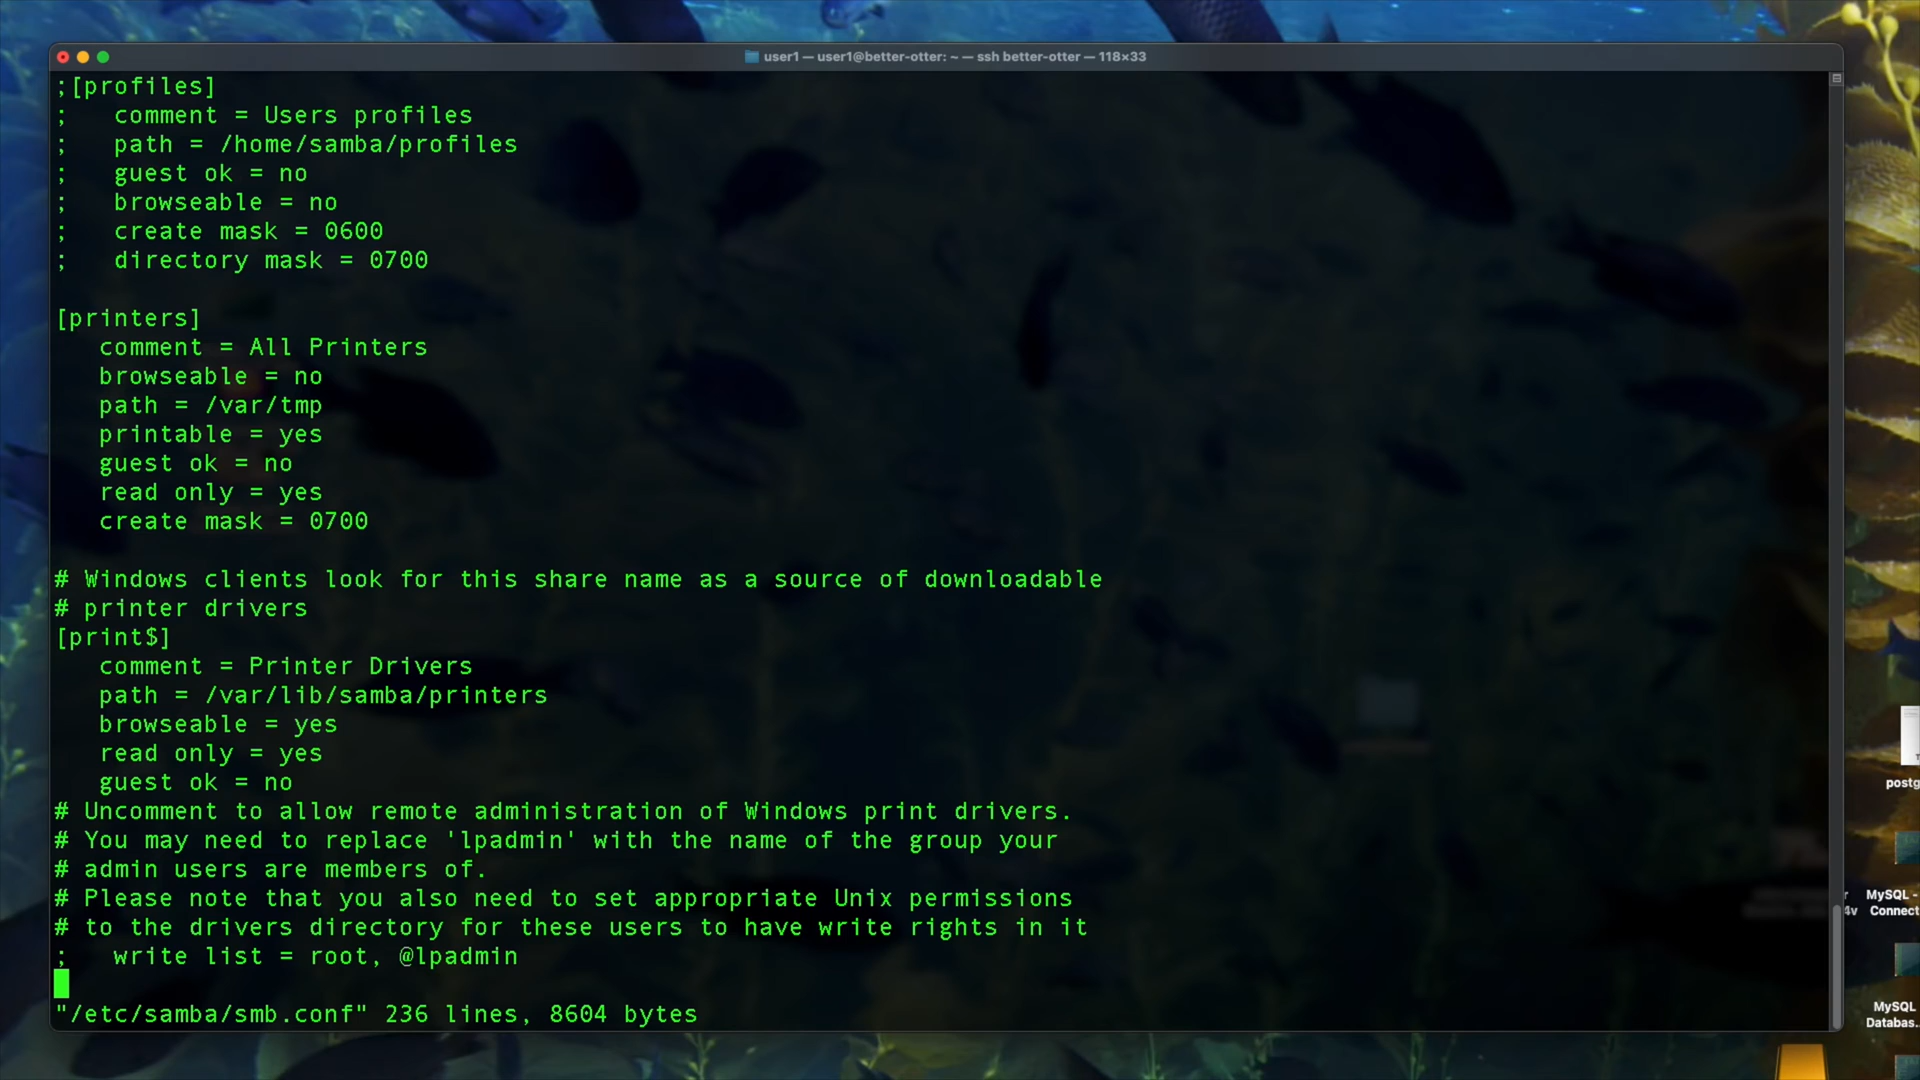 user1 — user1@better-otter: ~ — ssh better-otter — 118×33
;[profiles]
;   comment = Users profiles
;   path = /home/samba/profiles
;   guest ok = no
;   browseable = no
;   create mask = 0600
;   directory mask = 0700
[printers]
   comment = All Printers
   browseable = no
   path = /var/tmp
   printable = yes
   guest ok = no
   read only = yes
   create mask = 0700
# Windows clients look for this share name as a source of downloadable
# printer drivers
[print$]
   comment = Printer Drivers
   path = /var/lib/samba/printers
   browseable = yes
   read only = yes
   guest ok = no
# Uncomment to allow remote administration of Windows print drivers.
# You may need to replace 'lpadmin' with the name of the group your
# admin users are members of.
# Please note that you also need to set appropriate Unix permissions
# to the drivers directory for these users to have write rights in it
;   write list = root, @lpadmin
"/etc/samba/smb.conf" 236 lines, 8604 bytes
postg
MySQL -
4v Connect
MySQL
Databas..